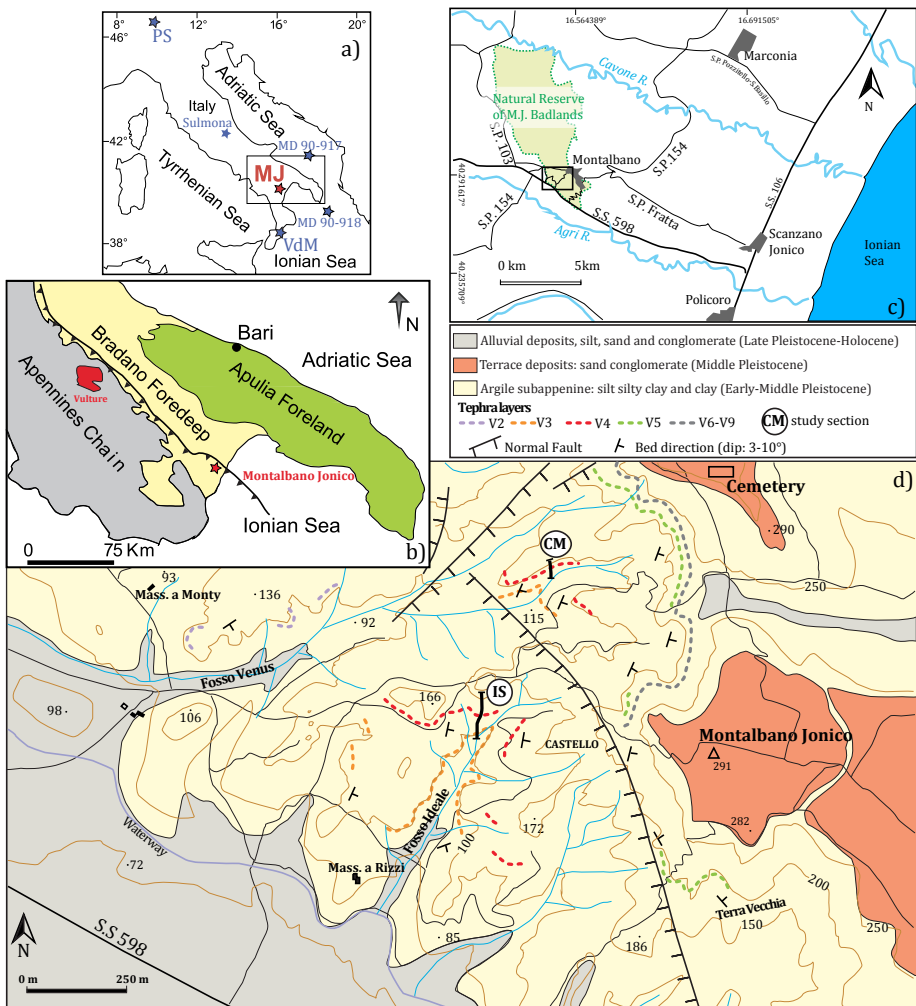 8°
12°
16°
20°
46°
42°
38°
a)
PS
Adriatic Sea
Italy
Sulmona
MD 90-917
MJ
Tyrrhenian Sea
MD 90-918
VdM
Ionian Sea
16.564389°
16.691505°
40.291617°
40.235709°
Marconia
S.P. Pozzitello-S.Basilio
Cavone R.
N
Natural Reserve
of M.J. Badlands
S.P. 103
Montalbano
S.P. 154
S.P. 154
S.P. Fratta
S.S. 106
S.S. 598
Agri R.
Scanzano
Jonico
Ionian
Sea
0 km
5km
Policoro
c)
N
Bari
Adriatic Sea
Bradano Foredeep
Apulia Foreland
Apennines Chain
Vulture
Montalbano Jonico
Ionian Sea
0
75 Km
b)
Alluvial deposits, silt, sand and conglomerate (Late Pleistocene-Holocene)
Terrace deposits: sand conglomerate (Middle Pleistocene)
Argile subappenine: silt silty clay and clay (Early-Middle Pleistocene)
Tephra layers
V2
V3
V4
V5
V6-V9
CM
study section
Normal Fault
Bed direction (dip: 3-10°)
d)
Cemetery
290
250
CM
93
Mass. a Monty
136
92
115
Fosso Venus
IS
166
98
106
CASTELLO
Montalbano Jonico
291
282
Fosso Ideale
100
172
Waterway
72
Mass. a Rizzi
200
Terra Vecchia
150
250
85
186
S.S 598
N
0 m
250 m